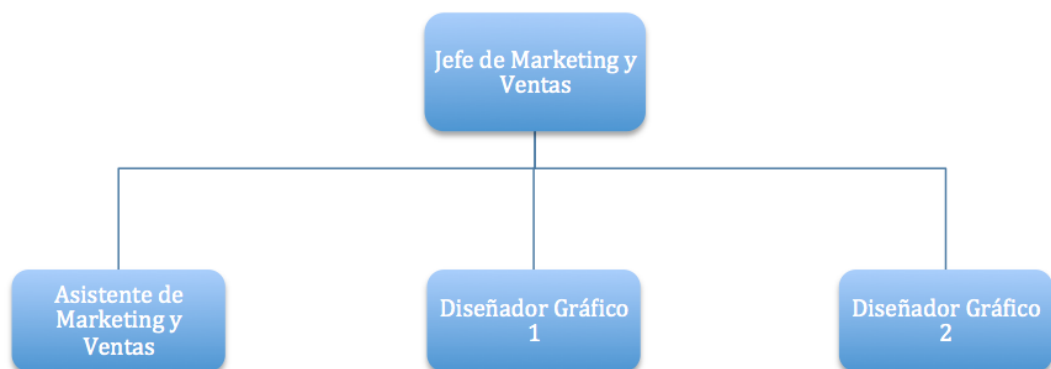 Jefe de Marketing y
Ventas
Asistente de
Marketing y
Ventas
Diseñador Gráfico
1
Diseñador Gráfico
2